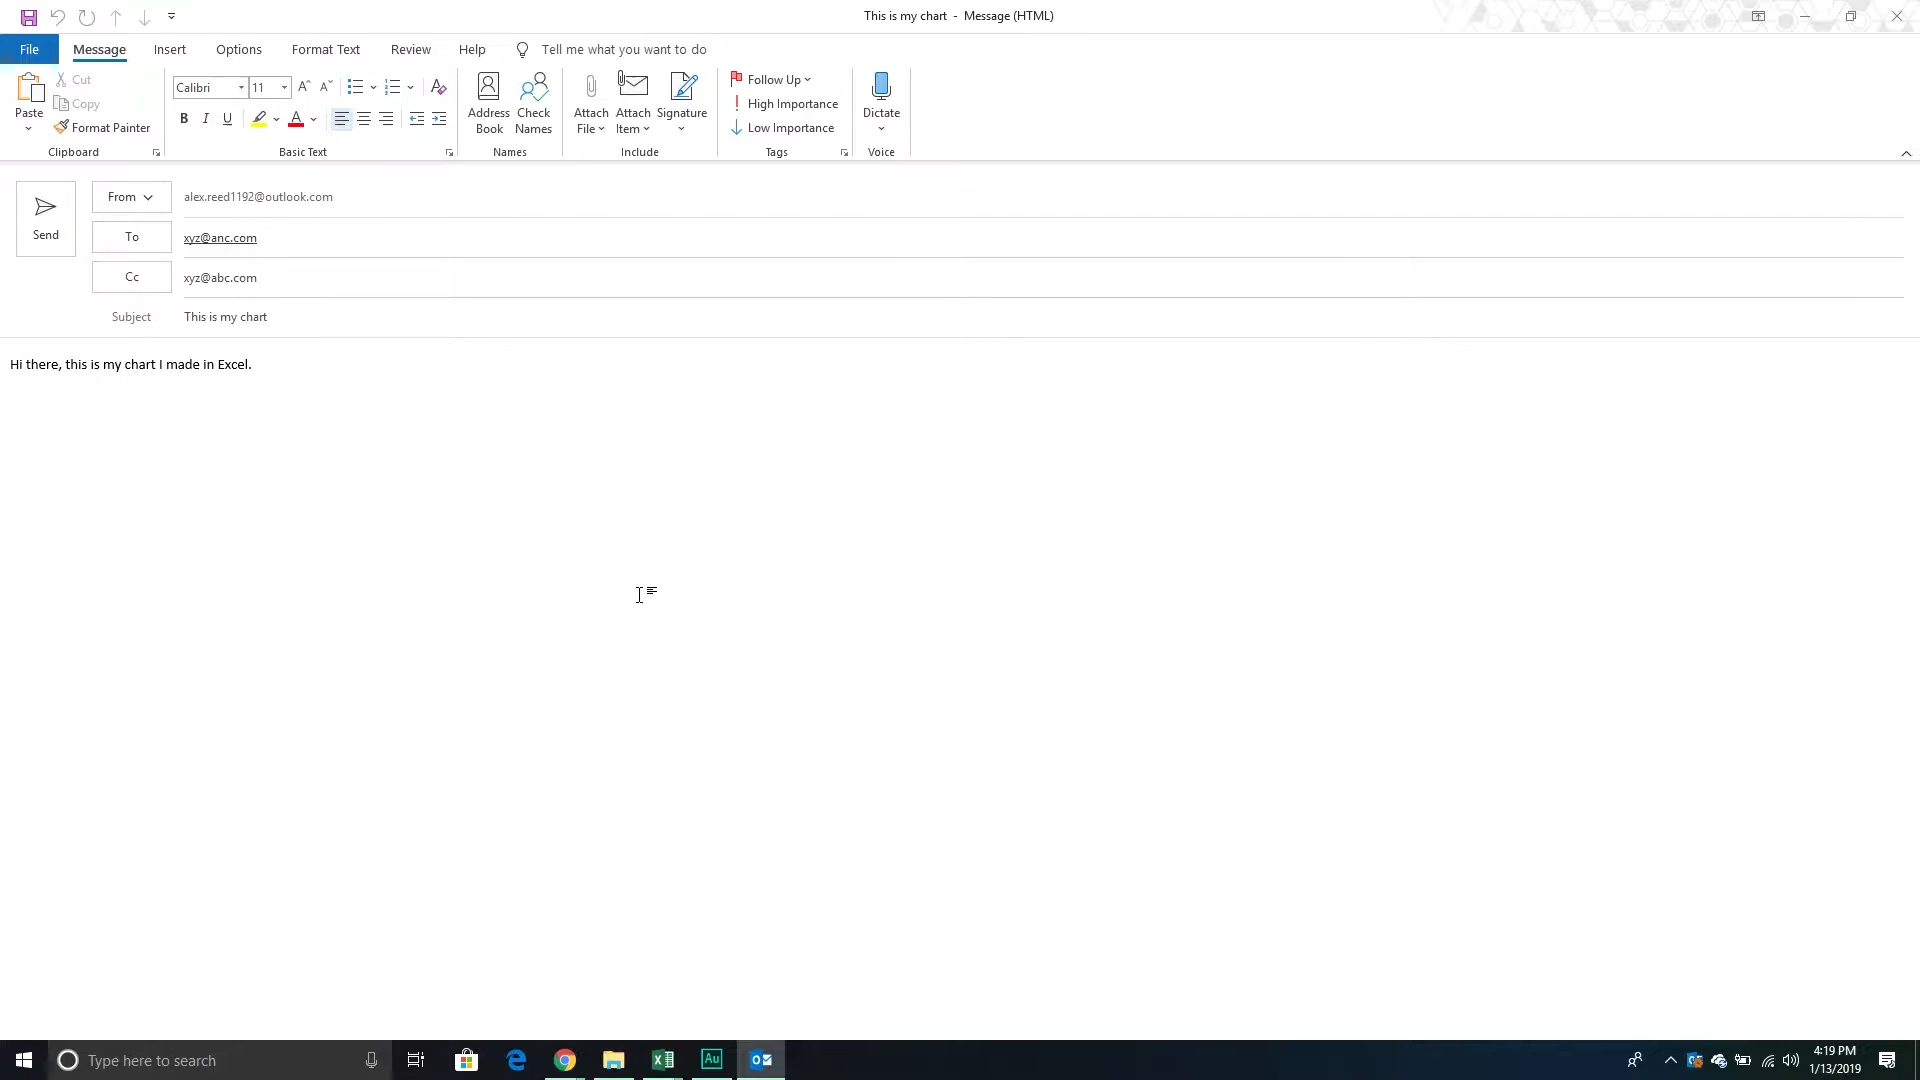 This is my chart - Message (HTML)
File Message Insert Options Format Text Review Help Tell me what you want to do
Paste
Cut
Copy
Format Painter
Clipboard
Calibri 11
B I U A
Basic Text
Address Book
Check Names
Names
Attach File
Attach Item
Signature
Include
Follow Up
High Importance
Low Importance
Tags
Dictate
Voice
Send
From alex.reed1192@outlook.com
To xyz@anc.com
Cc xyz@abc.com
Subject This is my chart
Hi there, this is my chart I made in Excel.
Type here to search
Au
4:19 PM
1/13/2019